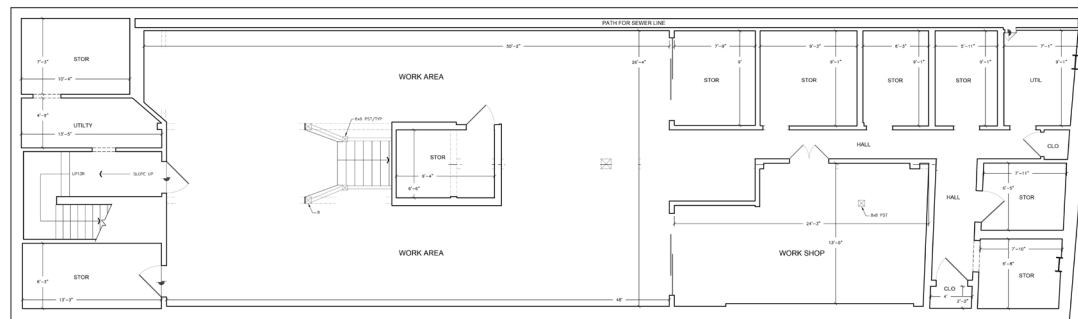 PATH FOR SEWER LINE
50'-2"
7'-9"
9'-3"
6'-3"
5'-11"
7'-1"
STOR
7'-3"
10'-4"
WORK AREA
26'-4"
9'
9'-1"
9'-1"
9'-1"
9'-1"
STOR
STOR
STOR
STOR
UTIL
4'-9"
UTILTY
13'-5"
6x6 PST/TYP
HALL
CLO
STOR
9'-4"
6'-6"
UP13R
SLOPE UP
7'-11"
6'-5"
STOR
HALL
8x8 PST
24'-3"
13'-6"
WORK SHOP
7'-10"
6'-8"
STOR
WORK AREA
STOR
6'-3"
13'-3"
48'
CLO
4'
2'-3"